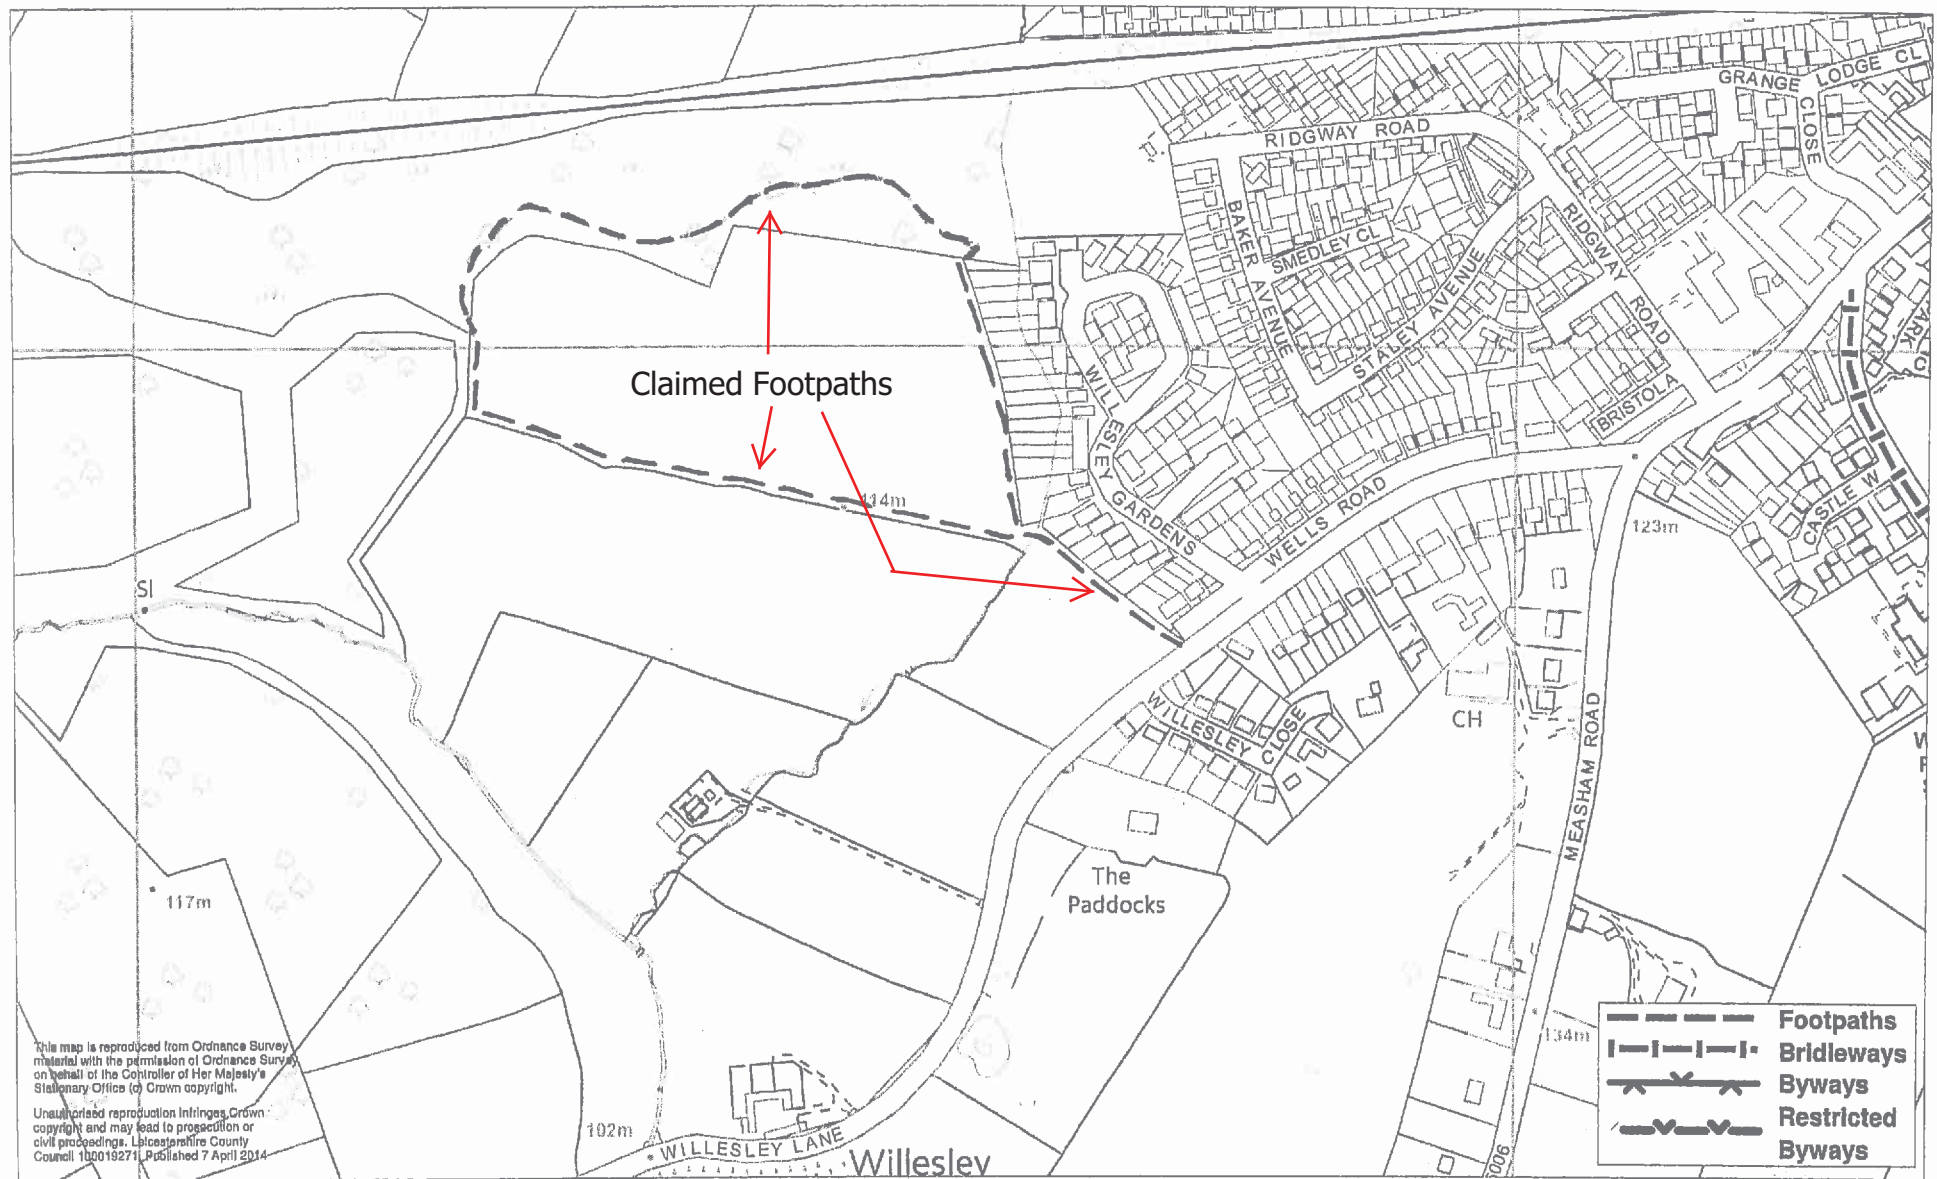 GRANGE LODGE CL
CLOSE
RIDGWAY ROAD
BAKER AVENUE
SMEDLEY CL
STALEY AVENUE
RIDGWAY ROAD
PARK
BRISTOL A
Claimed Footpaths
WILLESLEY GARDENS
WELLS ROAD
CASTLE W
114m
123m
SI
CH
WILLESLEY CLOSE
MEASHAM ROAD
The
Paddocks
117m
134m
102m
WILLESLEY LANE
Willesley
Footpaths
Bridleways
Byways
Restricted
Byways
This map is reproduced from Ordnance Survey
material with the permission of Ordnance Survey
on behalf of the Controller of Her Majesty's
Stationary Office (c) Crown copyright.
Unauthorised reproduction infringes Crown
copyright and may lead to prosecution or
civil proceedings. Leicestershire County
Council 100019271. Published 7 April 2014